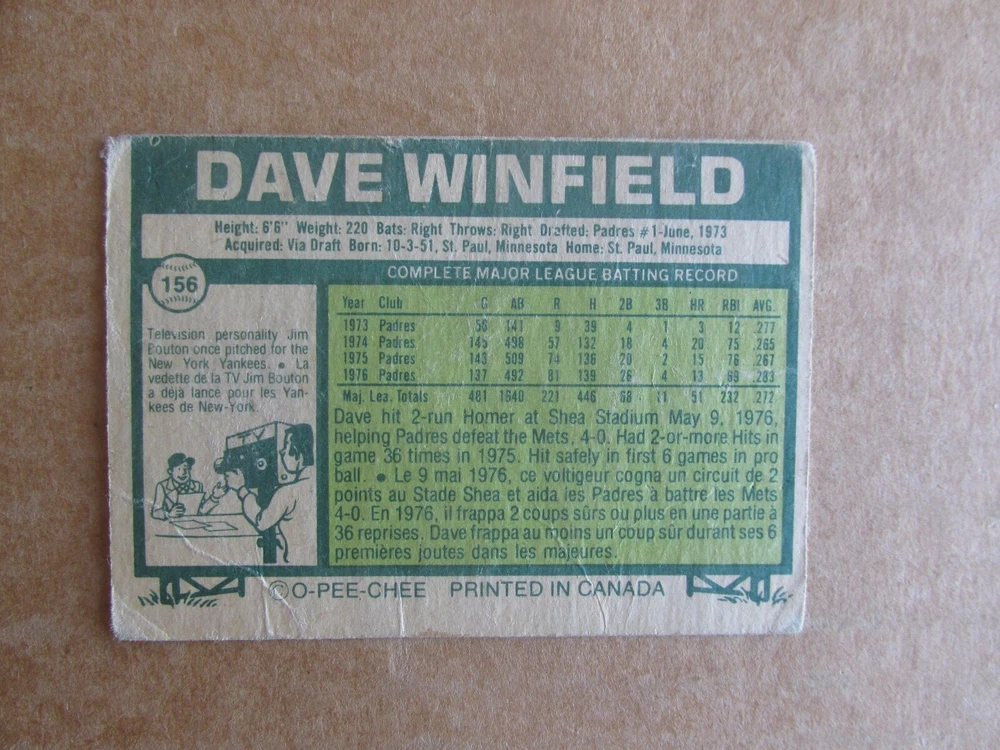 DAVE WINFIELD
Height: 6'6" Weight: 220 Bats: Right Throws: Right Drafted: Padres #1-June, 1973
Acquired: Via Draft Born: 10-3-51, St. Paul, Minnesota Home: St. Paul, Minnesota
156
Television personality Jim
Bouton once pitched for the
New York Yankees. • La
vedette de la TV Jim Bouton
a déjà lancé pour les Yan-
kees de New-York.
TV
COMPLETE MAJOR LEAGUE BATTING RECORD
Year Club G AB R H 2B 3B HR RBI AVG.
1973 Padres 56 141 9 39 4 1 3 12 .277
1974 Padres 145 498 57 132 18 4 20 75 .265
1975 Padres 143 509 74 136 20 2 15 76 .267
1976 Padres 137 492 81 139 26 4 13 69 .283
Maj. Lea. Totals 481 1640 221 446 68 11 51 232 .272
Dave hit 2-run Homer at Shea Stadium May 9, 1976,
helping Padres defeat the Mets, 4-0. Had 2-or-more Hits in
game 36 times in 1975. Hit safely in first 6 games in pro
ball. • Le 9 mai 1976, ce voltigeur cogna un circuit de 2
points au Stade Shea et aida les Padres à battre les Mets
4-0. En 1976, il frappa 2 coups sûrs ou plus en une partie à
36 reprises. Dave frappa au moins un coup sûr durant ses 6
premières joutes dans les majeures.
© O-PEE-CHEE PRINTED IN CANADA